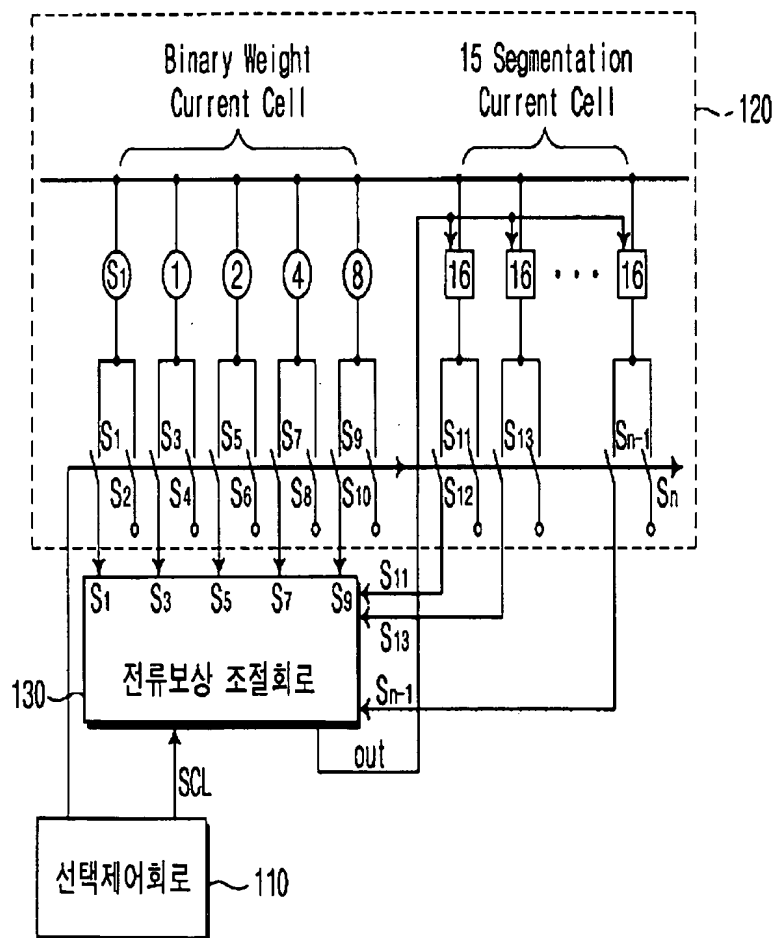 Binary Weight
Current Cell
15 Segmentation
Current Cell
120
S1 1 2 4 8 16 16 • • • 16
S1 S3 S5 S7 S9 S11 S13 Sn-1
S2 S4 S6 S8 S10 S12 Sn
S1 S3 S5 S7 S9
S11
S13
Sn-1
전류보상 조절회로
130
out
SCL
선택제어회로
110